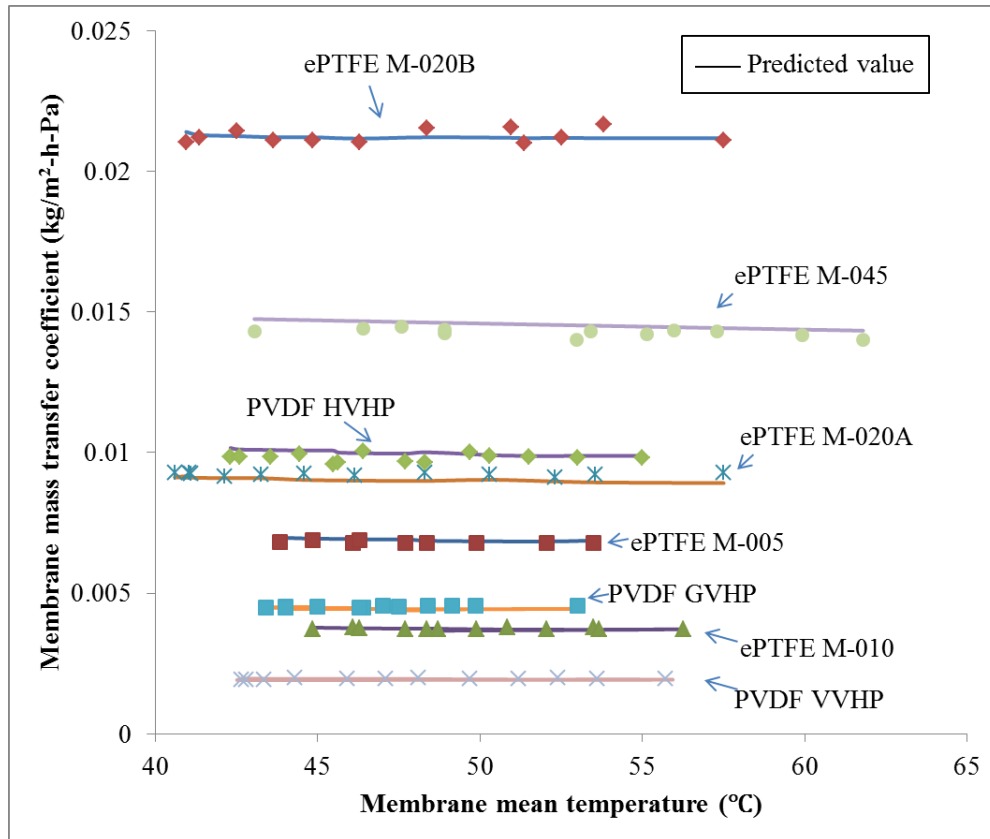 0.025
ePTFE M-020B
Predicted value
0.02
ePTFE M-045
0.015
PVDF HVHP
ePTFE M-020A
0.01
ePTFE M-005
PVDF GVHP
0.005
ePTFE M-010
PVDF VVHP
0
40 45 50 55 60 65
Membrane mean temperature (℃)
Membrane mass transfer coefficient (kg/m²-h-Pa)